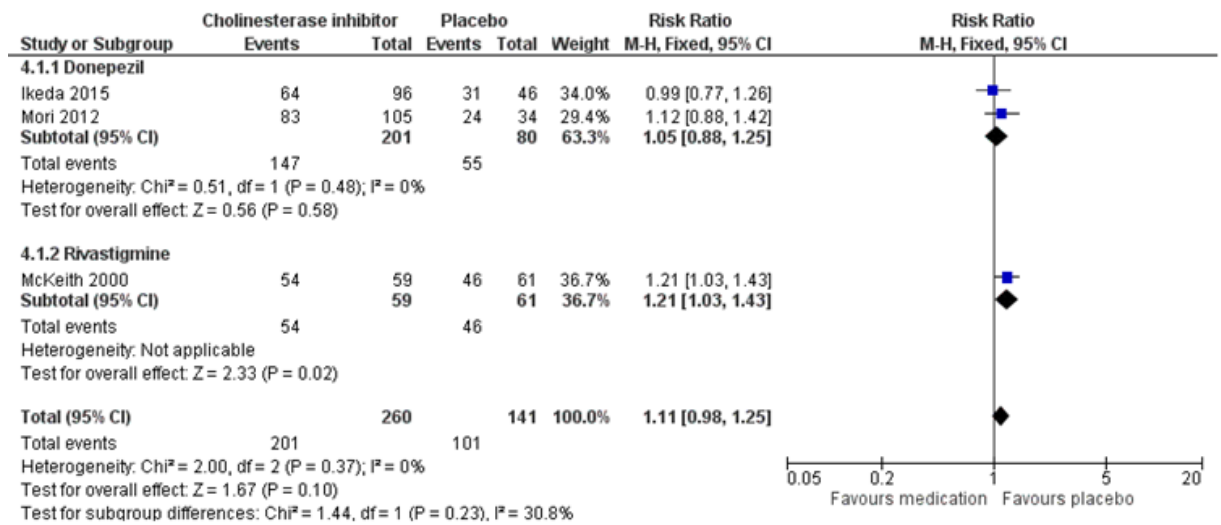 Cholinesterase inhibitor Placebo Risk Ratio Risk Ratio
Study or Subgroup Events Total Events Total Weight M-H, Fixed, 95% CI M-H, Fixed, 95% CI
4.1.1 Donepezil
Ikeda 2015 64 96 31 46 34.0% 0.99 [0.77, 1.26]
Mori 2012 83 105 24 34 29.4% 1.12 [0.88, 1.42]
Subtotal (95% CI) 201 80 63.3% 1.05 [0.88, 1.25]
Total events 147 55
Heterogeneity: Chi² = 0.51, df = 1 (P = 0.48); I² = 0%
Test for overall effect: Z = 0.56 (P = 0.58)
4.1.2 Rivastigmine
McKeith 2000 54 59 46 61 36.7% 1.21 [1.03, 1.43]
Subtotal (95% CI) 59 61 36.7% 1.21 [1.03, 1.43]
Total events 54 46
Heterogeneity: Not applicable
Test for overall effect: Z = 2.33 (P = 0.02)
Total (95% CI) 260 141 100.0% 1.11 [0.98, 1.25]
Total events 201 101
Heterogeneity: Chi² = 2.00, df = 2 (P = 0.37); I² = 0%
Test for overall effect: Z = 1.67 (P = 0.10)
Test for subgroup differences: Chi² = 1.44, df = 1 (P = 0.23), I² = 30.8%
0.05 0.2 1 5 20
Favours medication Favours placebo